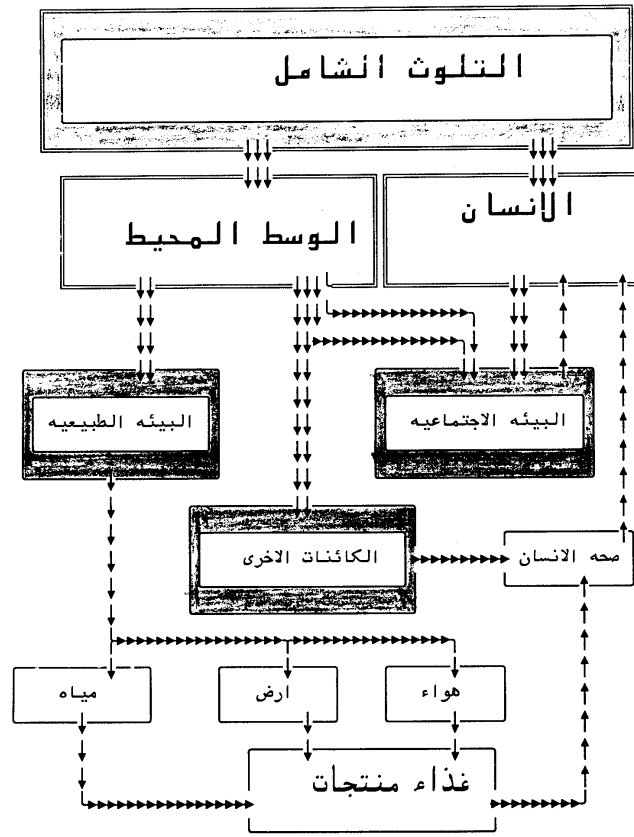 التلوث الشامل
الانسان
الوسط المحيط
البيئه الاجتماعيه
البيئه الطبيعيه
الكائنات الاخرى
صحه الانسان
هواء
ارض
مياه
غذاء منتجات